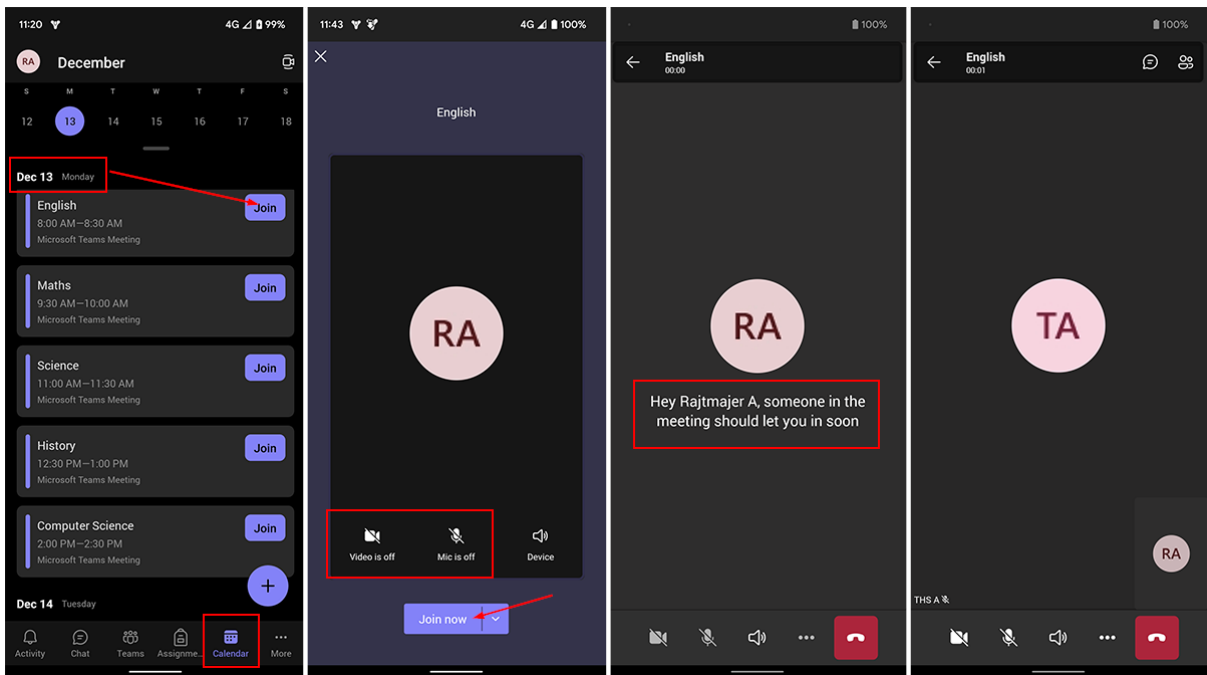 11:20
4G 99%
RA
December
S M T W T F S
12 13 14 15 16 17 18
Dec 13 Monday
English
8:00 AM—8:30 AM
Microsoft Teams Meeting
Join
Maths
9:30 AM—10:00 AM
Microsoft Teams Meeting
Join
Science
11:00 AM—11:30 AM
Microsoft Teams Meeting
Join
History
12:30 PM—1:00 PM
Microsoft Teams Meeting
Join
Computer Science
2:00 PM—2:30 PM
Microsoft Teams Meeting
Join
+
Dec 14 Tuesday
Activity Chat Teams Assignme... Calendar More
11:43
4G 100%
English
RA
Video is off Mic is off Device
Join now
100%
English
00:00
RA
Hey Rajtmajer A, someone in the
meeting should let you in soon
100%
English
00:01
TA
RA
THS A